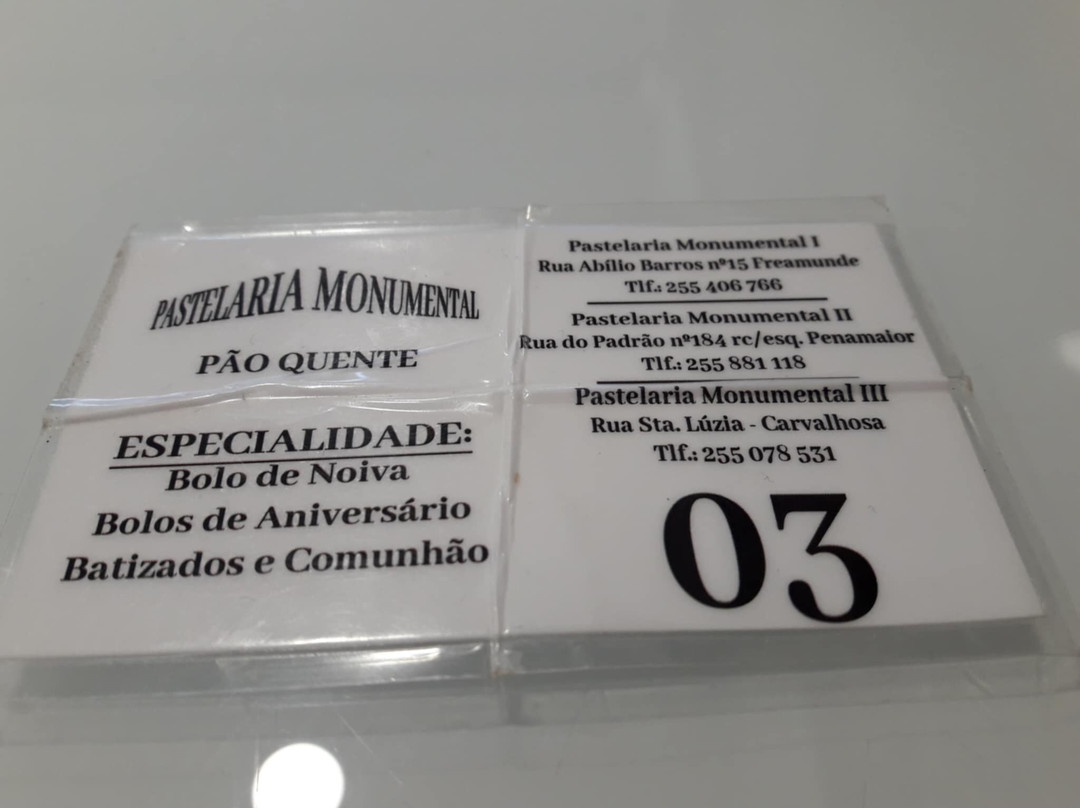 PASTELARIA MONUMENTAL
PÃO QUENTE
ESPECIALIDADE:
Bolo de Noiva
Bolos de Aniversário
Batizados e Comunhão
Pastelaria Monumental I
Rua Abílio Barros nº15 Freamunde
Tlf.: 255 406 766
Pastelaria Monumental II
Rua do Padrão nº184 rc/esq. Penamaior
Tlf.: 255 881 118
Pastelaria Monumental III
Rua Sta. Lúzia - Carvalhosa
Tlf.: 255 078 531
03